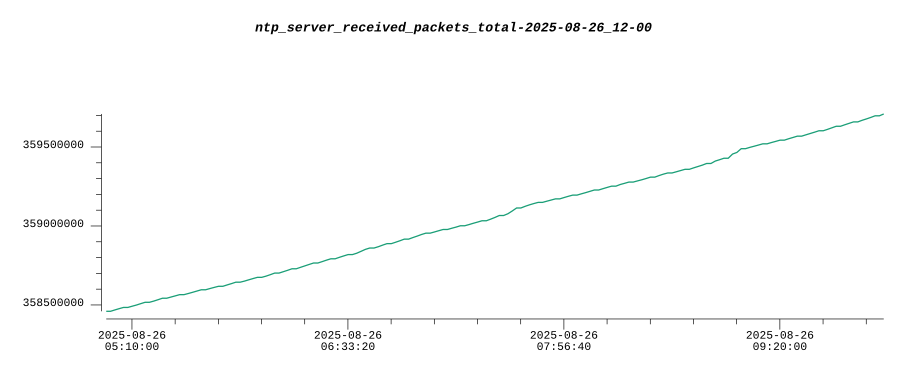 ntp_server_received_packets_total-2025-08-26_12-00
359500000
359000000
358500000
2025-08-26 2025-08-26 2025-08-26 2025-08-26
05:10:00 06:33:20 07:56:40 09:20:00